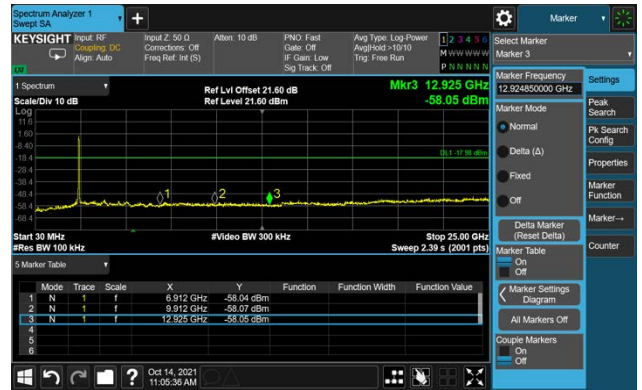 Spectrum Analyzer 1
Swept SA
Marker
KEYSIGHT
Input: RF
Coupling: DC
Align: Auto
Input Z: 50 Ω
Corrections: Off
Freq Ref: Int (S)
Atten: 10 dB
PNO: Fast
Gate: Off
IF Gain: Low
Sig Track: Off
Avg Type: Log-Power
Avg|Hold:>10/10
Trig: Free Run
1 2 3 4 5 6
M W W W W W
P N N N N N
Select Marker
Marker 3
1 Spectrum
Scale/Div 10 dB
Log
Ref Lvl Offset 21.60 dB
Ref Level 21.60 dBm
Mkr3 12.925 GHz
-58.05 dBm
11.6
1.60
-8.40
-18.4
-28.4
-38.4
-48.4
-58.4
-68.4
DL1 -17.98 dBm
1
2
3
Start 30 MHz
#Res BW 100 kHz
#Video BW 300 kHz
Stop 25.00 GHz
Sweep 2.39 s (2001 pts)
5 Marker Table
Mode Trace Scale X Y Function Function Width Function Value
1 N 1 f 6.912 GHz -58.04 dBm
2 N 1 f 9.912 GHz -58.07 dBm
3 N 1 f 12.925 GHz -58.05 dBm
4
5
6
Marker Frequency
12.924850000 GHz
Marker Mode
Normal
Delta (Δ)
Fixed
Off
Delta Marker
(Reset Delta)
Marker Table
On
Off
Marker Settings
Diagram
All Markers Off
Couple Markers
On
Off
Settings
Peak
Search
Pk Search
Config
Properties
Marker
Function
Marker→
Counter
?
Oct 14, 2021
11:05:36 AM